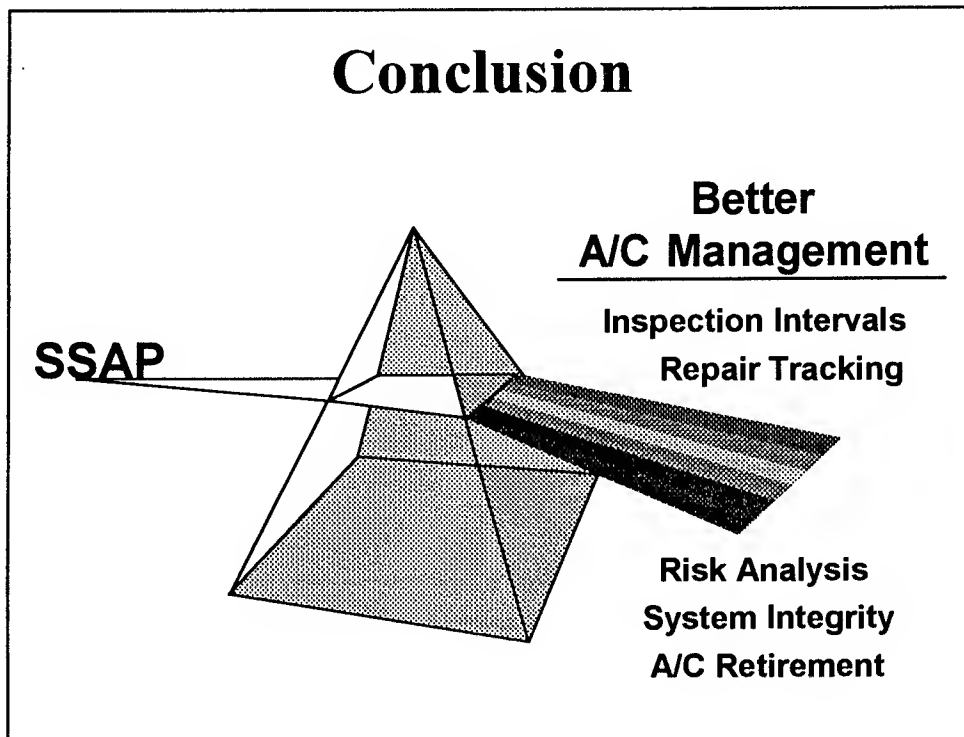 Conclusion
Better
A/C Management
Inspection Intervals
SSAP
Repair Tracking
Risk Analysis
System Integrity
A/C Retirement